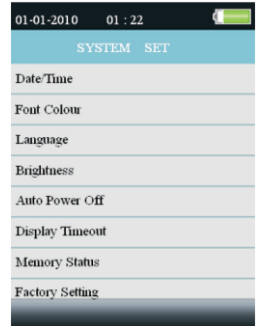 01-01-2010 01 : 22
SYSTEM SET
Date/Time
Font Colour
Language
Brightness
Auto Power Off
Display Timeout
Memory Status
Factory Setting